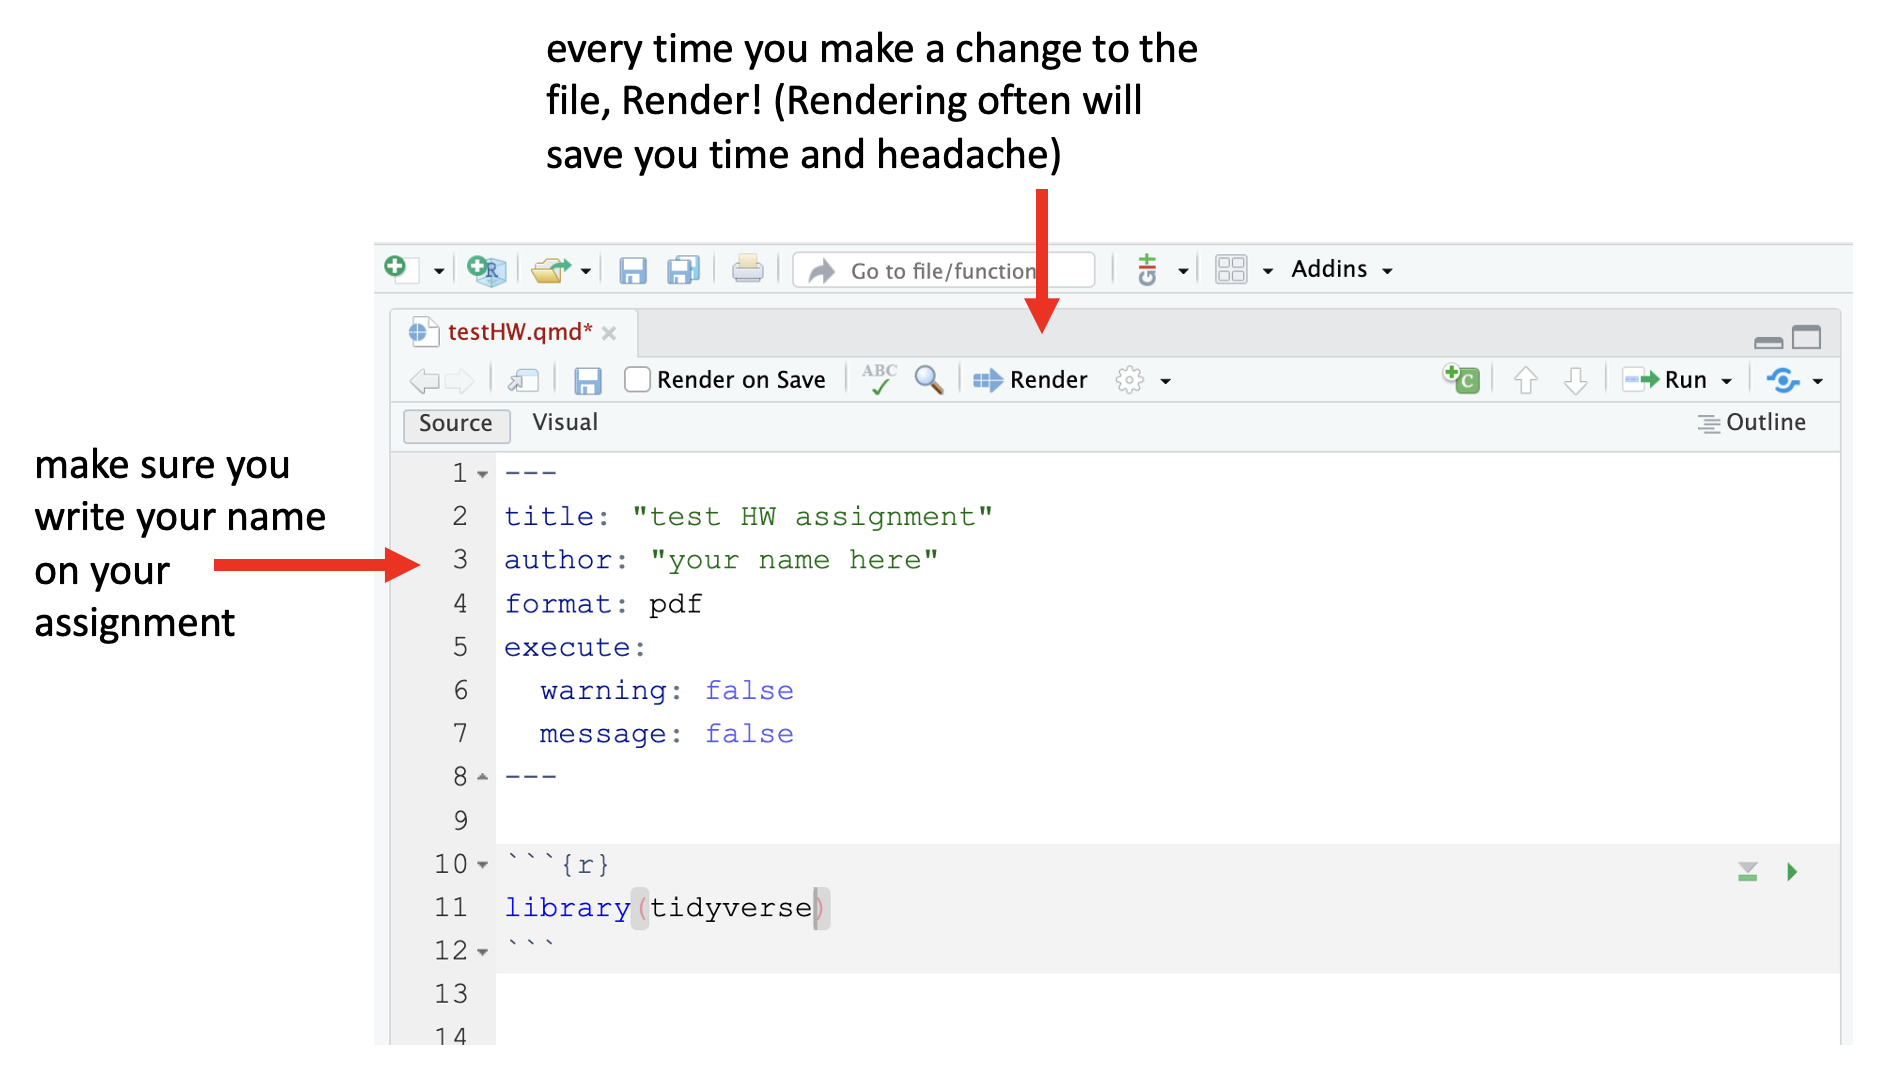 every time you make a change to the
file, Render! (Rendering often will
save you time and headache)
Go to file/function
Addins
testHW.qmd*
Render on Save
ABC
Render
C
Run
Source
Visual
Outline
make sure you
write your name
on your
assignment
1 ---
2 title: "test HW assignment"
3 author: "your name here"
4 format: pdf
5 execute:
6   warning: false
7   message: false
8 ---
9
10 ```{r}
11 library(tidyverse)
12 ```
13
14